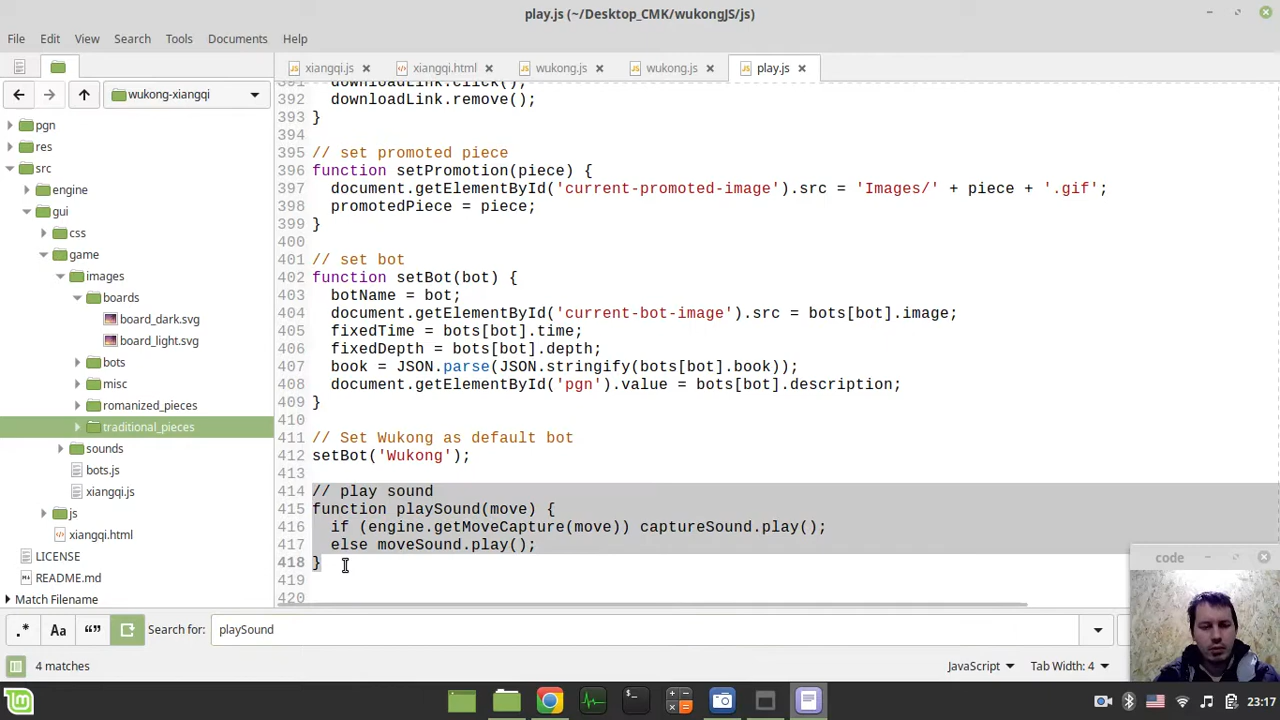 play.js (~/Desktop_CMK/wukongJS/js)
File Edit View Search Tools Documents Help
xiangqi.js xiangqi.html wukong.js wukong.js play.js
wukong-xiangqi
pgn
res
src
engine
gui
css
game
images
boards
board_dark.svg
board_light.svg
bots
misc
romanized_pieces
traditional_pieces
sounds
bots.js
xiangqi.js
js
xiangqi.html
LICENSE
README.md
Match Filename
391 downloadLink.click();
392 downloadLink.remove();
393 }
394
395 // set promoted piece
396 function setPromotion(piece) {
397 document.getElementById('current-promoted-image').src = 'Images/' + piece + '.gif';
398 promotedPiece = piece;
399 }
400
401 // set bot
402 function setBot(bot) {
403 botName = bot;
404 document.getElementById('current-bot-image').src = bots[bot].image;
405 fixedTime = bots[bot].time;
406 fixedDepth = bots[bot].depth;
407 book = JSON.parse(JSON.stringify(bots[bot].book));
408 document.getElementById('pgn').value = bots[bot].description;
409 }
410
411 // Set Wukong as default bot
412 setBot('Wukong');
413
414 // play sound
415 function playSound(move) {
416 if (engine.getMoveCapture(move)) captureSound.play();
417 else moveSound.play();
418 }
419
420
code
.* Aa “” Search for: playSound
4 matches JavaScript Tab Width: 4
23:17